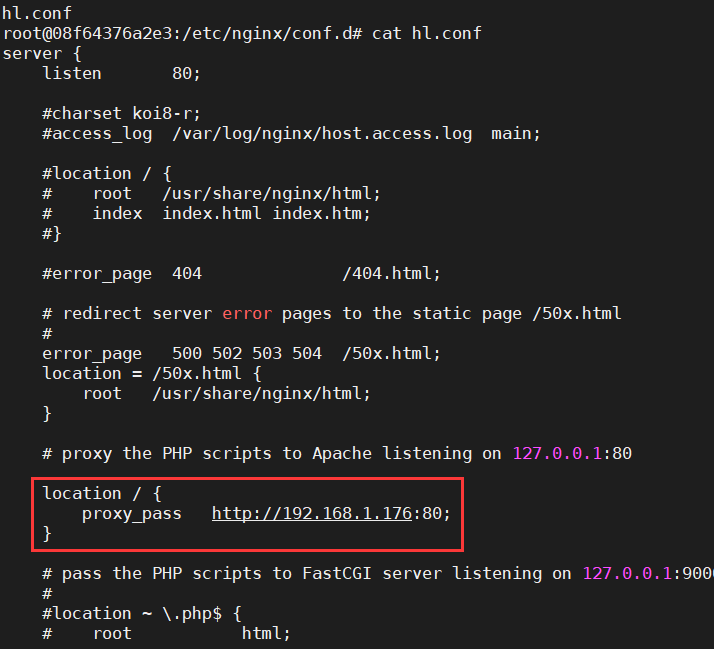 hl.conf
root@08f64376a2e3:/etc/nginx/conf.d# cat hl.conf
server {
    listen       80;

    #charset koi8-r;
    #access_log  /var/log/nginx/host.access.log  main;

    #location / {
    #    root   /usr/share/nginx/html;
    #    index  index.html index.htm;
    #}

    #error_page  404              /404.html;

    # redirect server error pages to the static page /50x.html
    #
    error_page   500 502 503 504  /50x.html;
    location = /50x.html {
        root   /usr/share/nginx/html;
    }

    # proxy the PHP scripts to Apache listening on 127.0.0.1:80

    location / {
        proxy_pass   http://192.168.1.176:80;
    }

    # pass the PHP scripts to FastCGI server listening on 127.0.0.1:9000
    #
    #location ~ \.php$ {
    #    root           html;